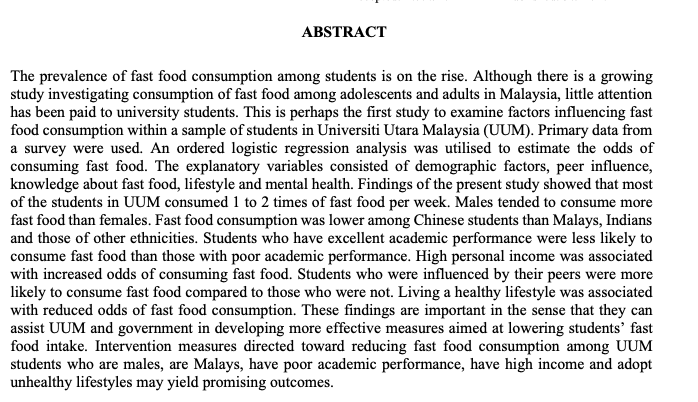 ABSTRACT
The prevalence of fast food consumption among students is on the rise. Although there is a growing
study investigating consumption of fast food among adolescents and adults in Malaysia, little attention
has been paid to university students. This is perhaps the first study to examine factors influencing fast
food consumption within a sample of students in Universiti Utara Malaysia (UUM). Primary data from
a survey were used. An ordered logistic regression analysis was utilised to estimate the odds of
consuming fast food. The explanatory variables consisted of demographic factors, peer influence,
knowledge about fast food, lifestyle and mental health. Findings of the present study showed that most
of the students in UUM consumed 1 to 2 times of fast food per week. Males tended to consume more
fast food than females. Fast food consumption was lower among Chinese students than Malays, Indians
and those of other ethnicities. Students who have excellent academic performance were less likely to
consume fast food than those with poor academic performance. High personal income was associated
with increased odds of consuming fast food. Students who were influenced by their peers were more
likely to consume fast food compared to those who were not. Living a healthy lifestyle was associated
with reduced odds of fast food consumption. These findings are important in the sense that they can
assist UUM and government in developing more effective measures aimed at lowering students’ fast
food intake. Intervention measures directed toward reducing fast food consumption among UUM
students who are males, are Malays, have poor academic performance, have high income and adopt
unhealthy lifestyles may yield promising outcomes.